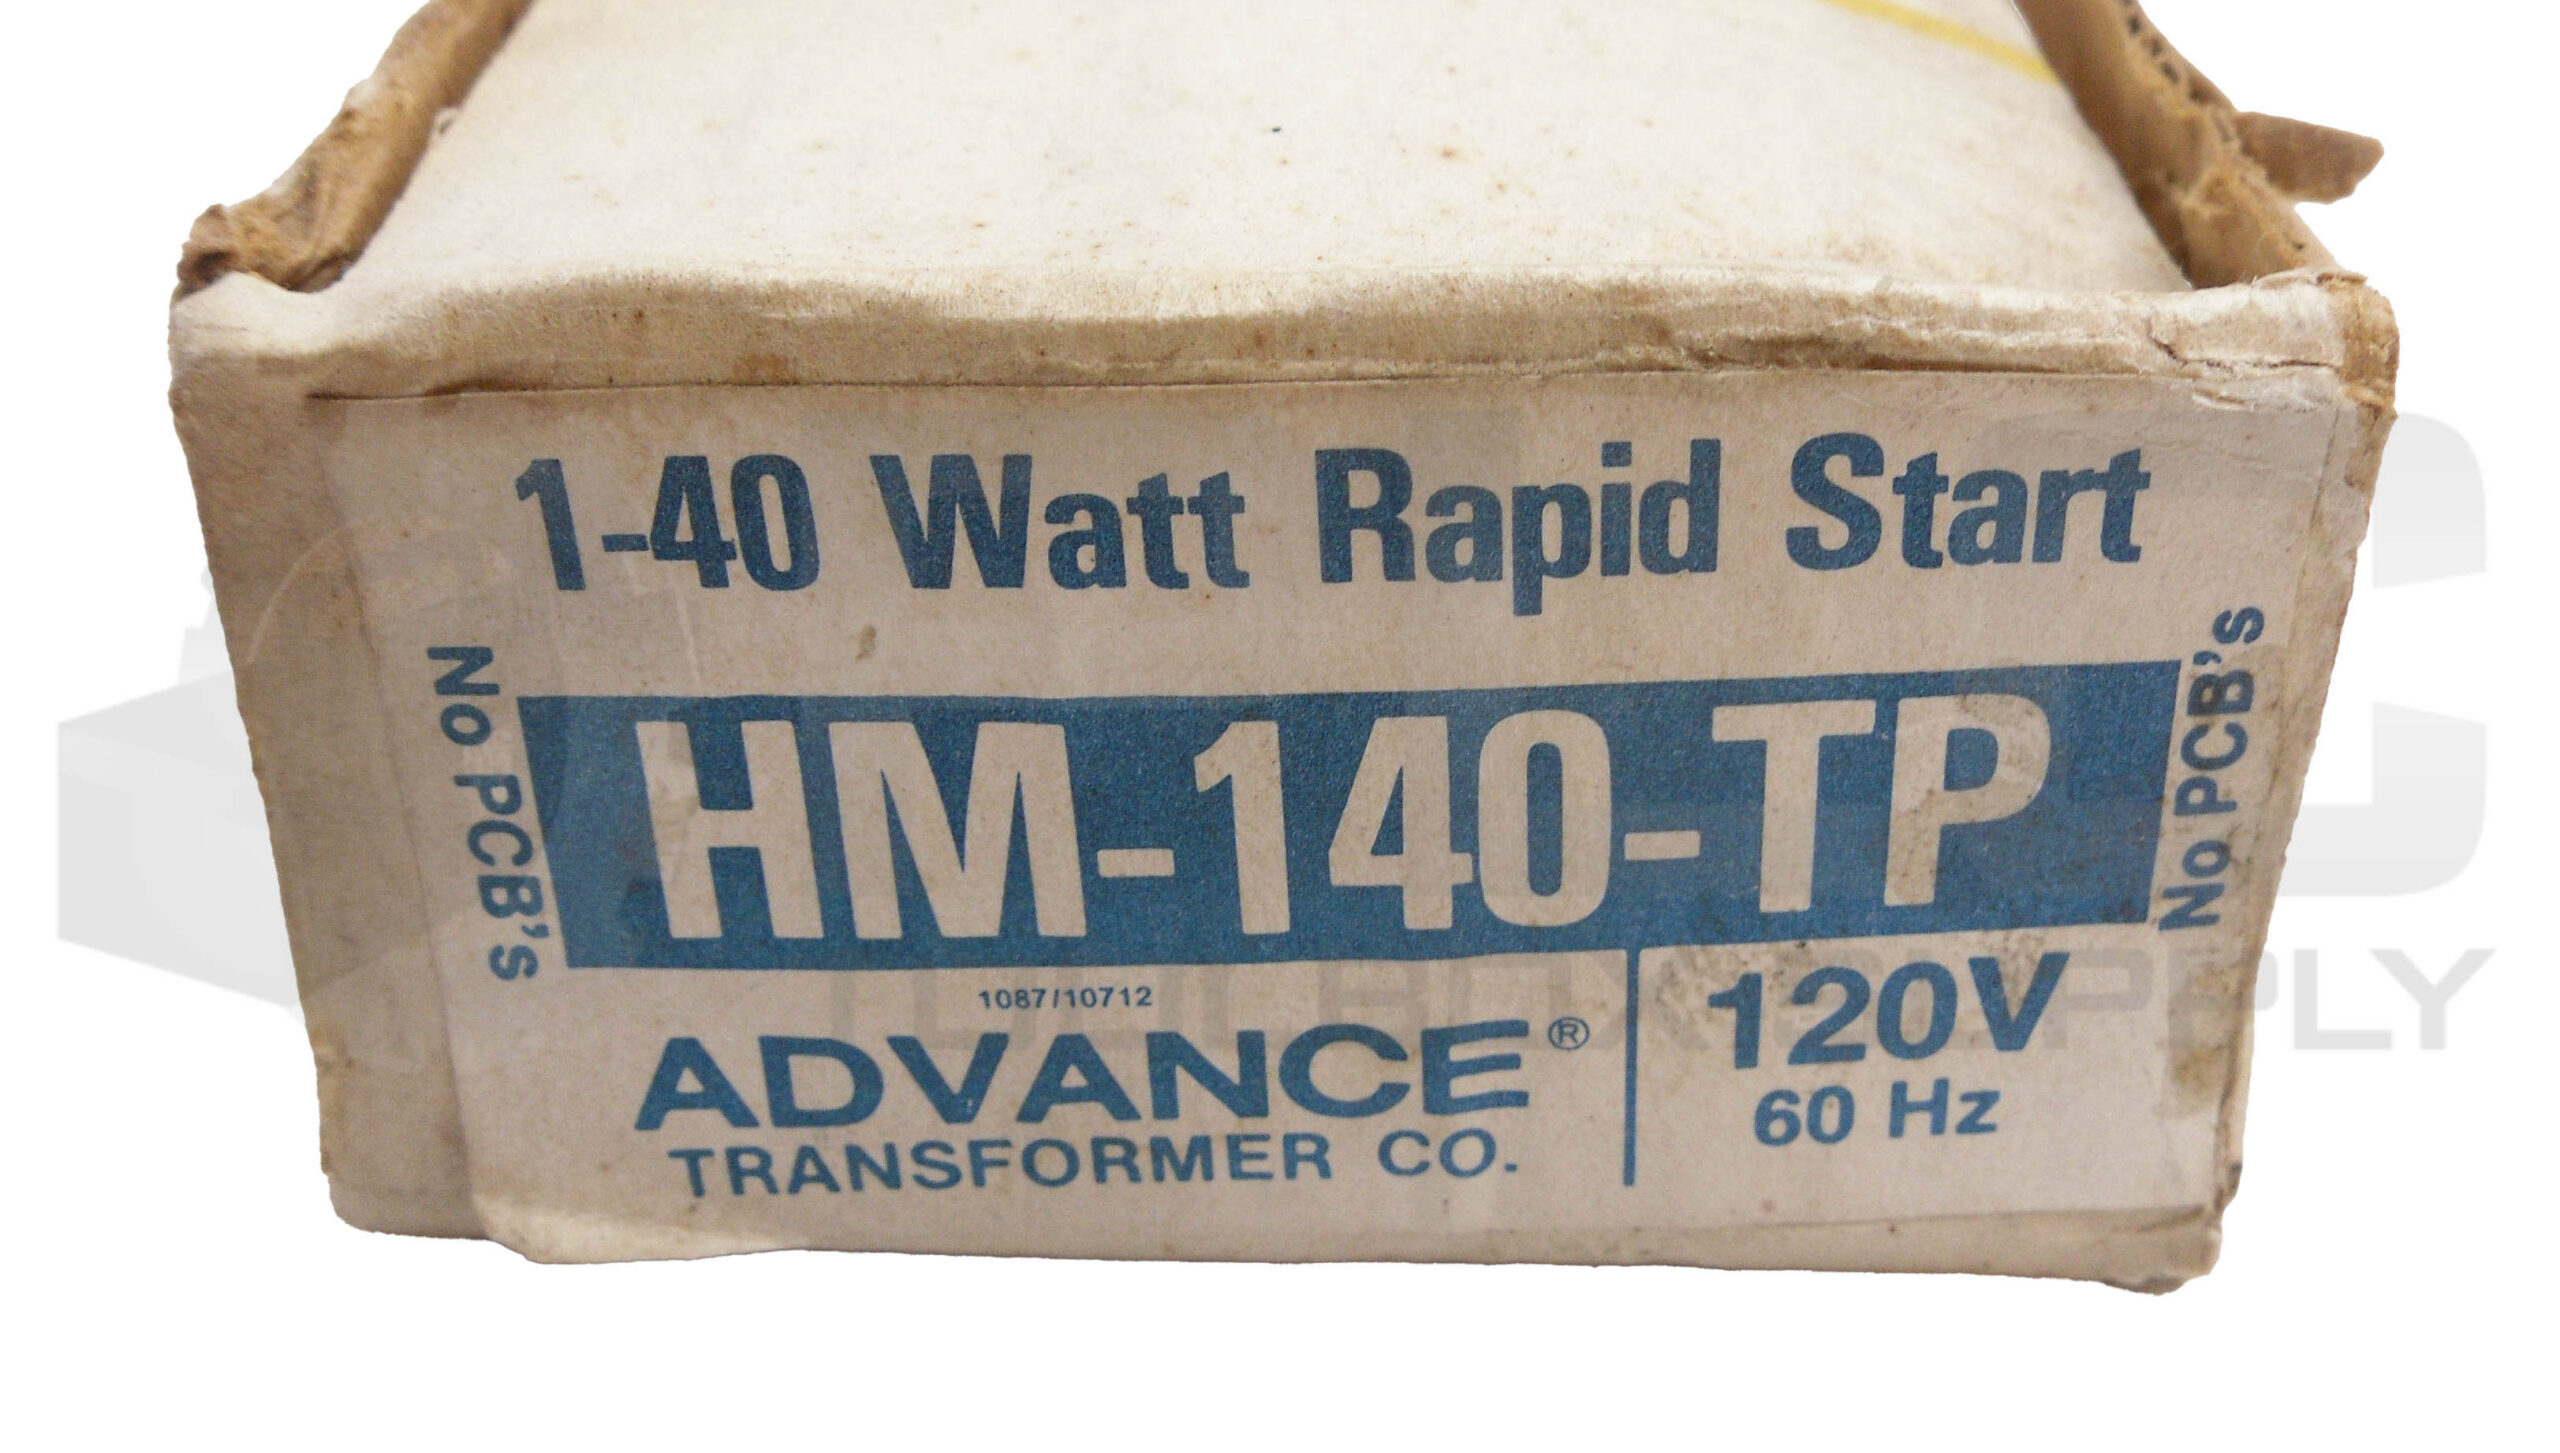 1-40 Watt Rapid Start
No PCB's
HM-140-TP
No PCB's
1087/10712
ADVANCE®
TRANSFORMER CO.
120V
60 Hz